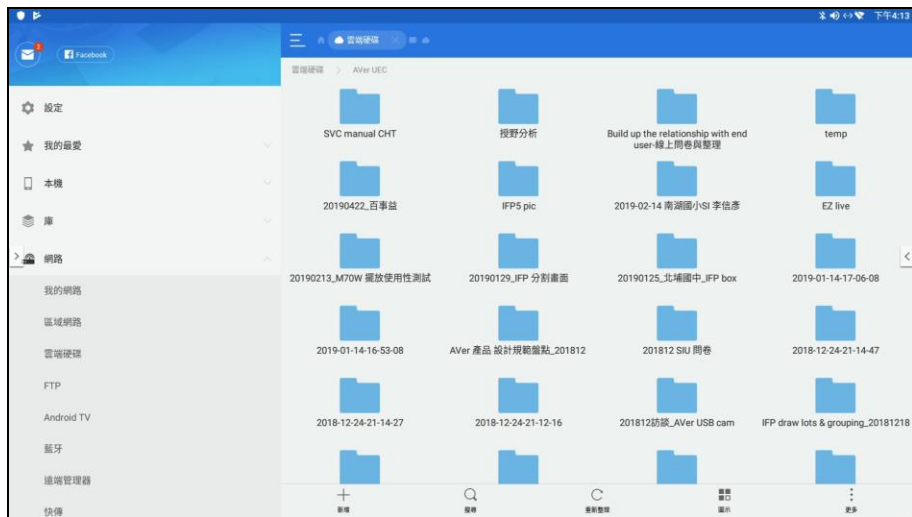 下午4:13
2
Facebook
雲端硬碟
雲端硬碟 > AVer UEC
設定
我的最愛
本機
庫
網路
我的網路
區域網路
雲端硬碟
FTP
Android TV
藍牙
遠端管理器
快傳
SVC manual CHT
授野分析
Build up the relationship with end
user-線上問卷與整理
temp
20190422_百事益
IFP5 pic
2019-02-14 南湖國小SI 李信彥
EZ live
20190213_M70W 擺放使用性測試
20190129_IFP 分割畫面
20190125_北埔國中_IFP box
2019-01-14-17-06-08
2019-01-14-16-53-08
AVer 產品 設計規範盤點_201812
201812 SIU 問卷
2018-12-24-21-14-47
2018-12-24-21-14-27
2018-12-24-21-12-16
201812訪談_AVer USB cam
IFP draw lots & grouping_20181218
新增
搜尋
重新整理
圖示
更多